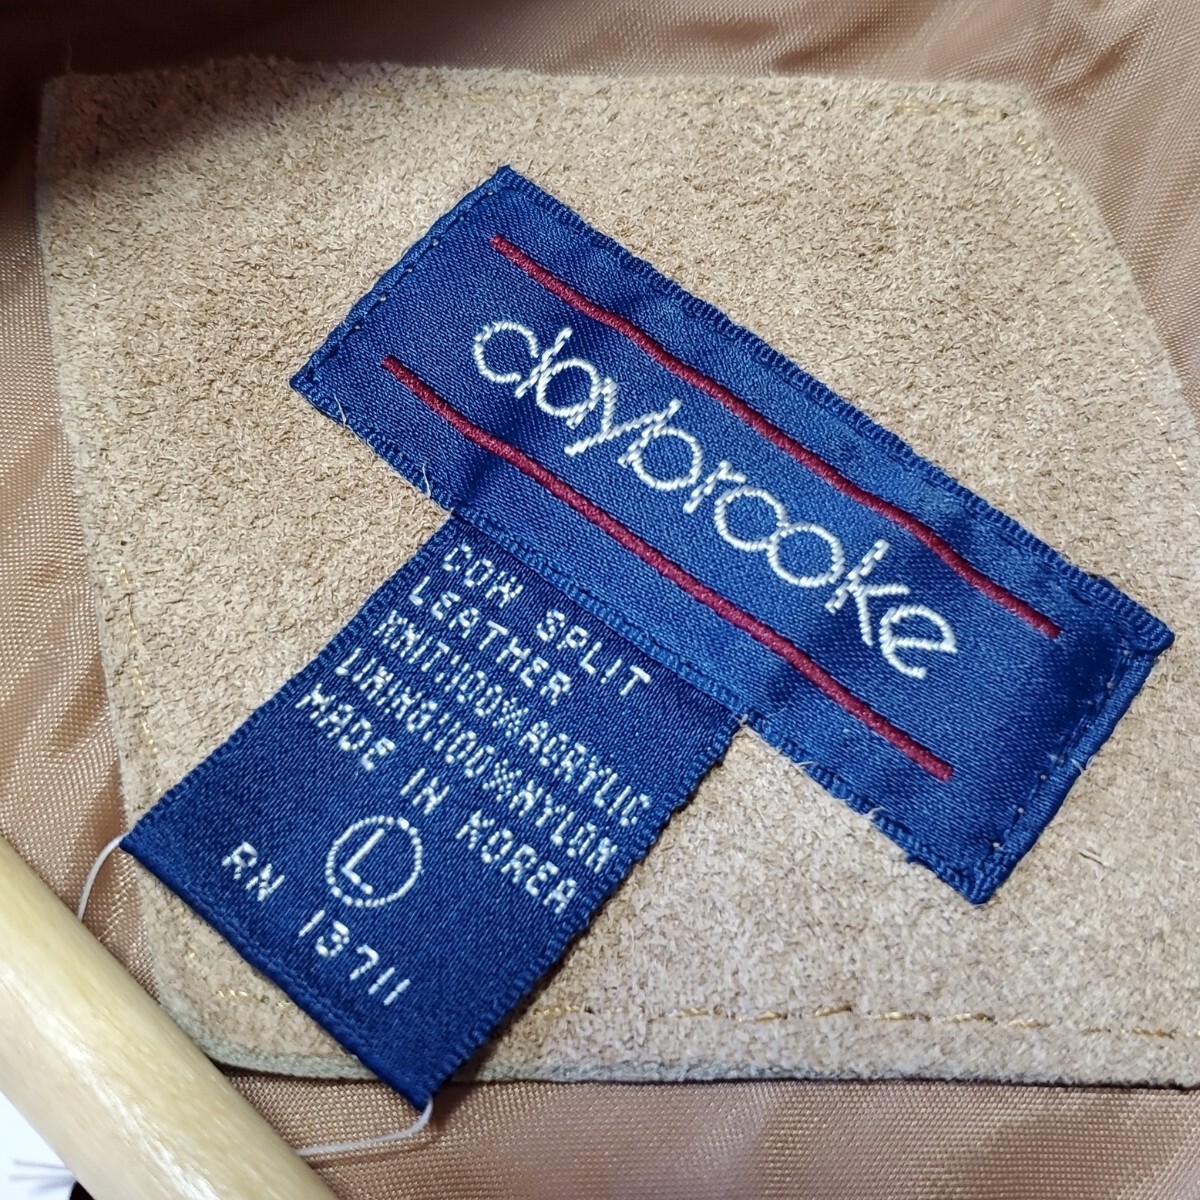 claybrooke
COW SPLIT
LEATHER
KNIT:100%ACRYLIC
LINING:100%NYLON
MADE IN KOREA
L
RN 13711